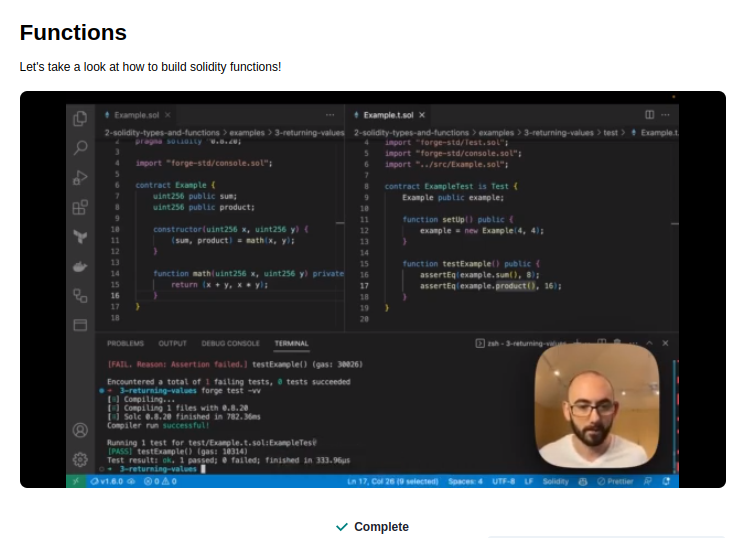 Functions
Let's take a look at how to build solidity functions!
Example.sol ×
2-solidity-types-and-functions > examples > 3-returning-values
3
4 import "forge-std/console.sol";
5
6 contract Example {
7 uint256 public sum;
8 uint256 public product;
9
10 constructor(uint256 x, uint256 y) {
11 (sum, product) = math(x, y);
12 }
13
14 function math(uint256 x, uint256 y) private
15 return (x + y, x * y);
16 }
17 }
18
Example.t.sol ×
2-solidity-types-and-functions > examples > 3-returning-values > test > Example.t.
4 import "forge-std/Test.sol";
5 import "forge-std/console.sol";
6 import "../src/Example.sol";
7
8 contract ExampleTest is Test {
9 Example public example;
10
11 function setUp() public {
12 example = new Example(4, 4);
13 }
14
15 function testExample() public {
16 assertEq(example.sum(), 8);
17 assertEq(example.product(), 16);
18 }
19 }
20
PROBLEMS OUTPUT DEBUG CONSOLE TERMINAL
zsh - 3-returning-values
[FAIL. Reason: Assertion failed.] testExample() (gas: 30026)
Encountered a total of 1 failing tests, 0 tests succeeded
3-returning-values forge test -vv
Compiling...
Compiling 1 files with 0.8.20
Solc 0.8.20 finished in 782.36ms
Compiler run successful!
Running 1 test for test/Example.t.sol:ExampleTest
[PASS] testExample() (gas: 10314)
Test result: ok. 1 passed; 0 failed; finished in 333.96µs
3-returning-values
v1.6.0 0 0 Ln 17, Col 26 (9 selected) Spaces: 4 UTF-8 LF Solidity Prettier
Complete